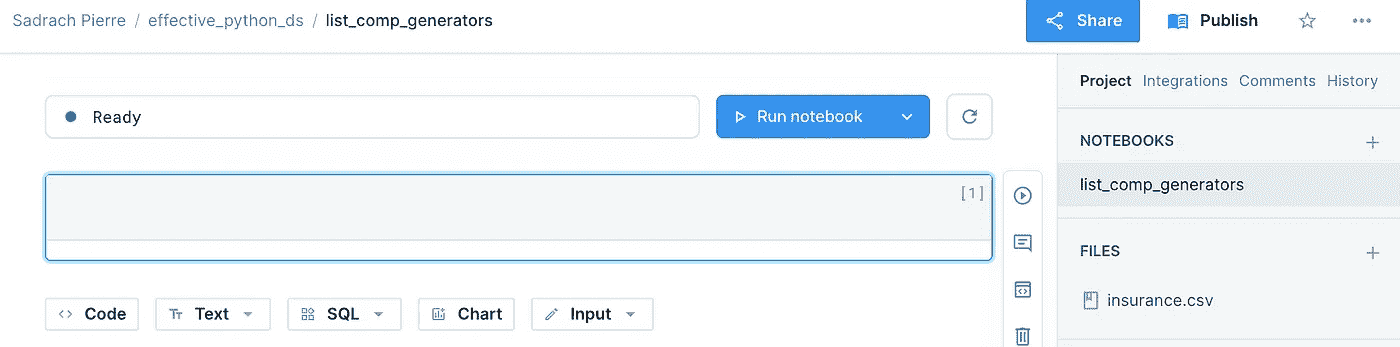 Sadrach Pierre / effective_python_ds / list_comp_generators
Share
Publish
Project Integrations Comments History
Ready
Run notebook
NOTEBOOKS
list_comp_generators
[1]
FILES
insurance.csv
Code
Text
SQL
Chart
Input